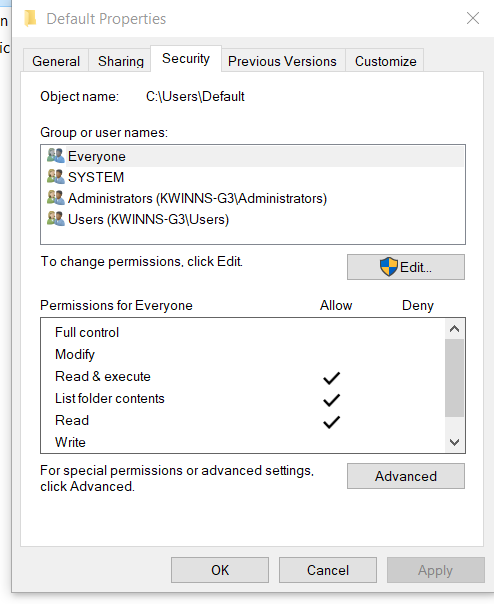 n
Default Properties
ic
General Sharing Security Previous Versions Customize
Object name: C:\Users\Default
Group or user names:
Everyone
SYSTEM
Administrators (KWINNS-G3\Administrators)
Users (KWINNS-G3\Users)
To change permissions, click Edit.
Edit...
Permissions for Everyone Allow Deny
Full control
Modify
Read & execute
List folder contents
Read
Write
For special permissions or advanced settings,
click Advanced.
Advanced
OK Cancel Apply